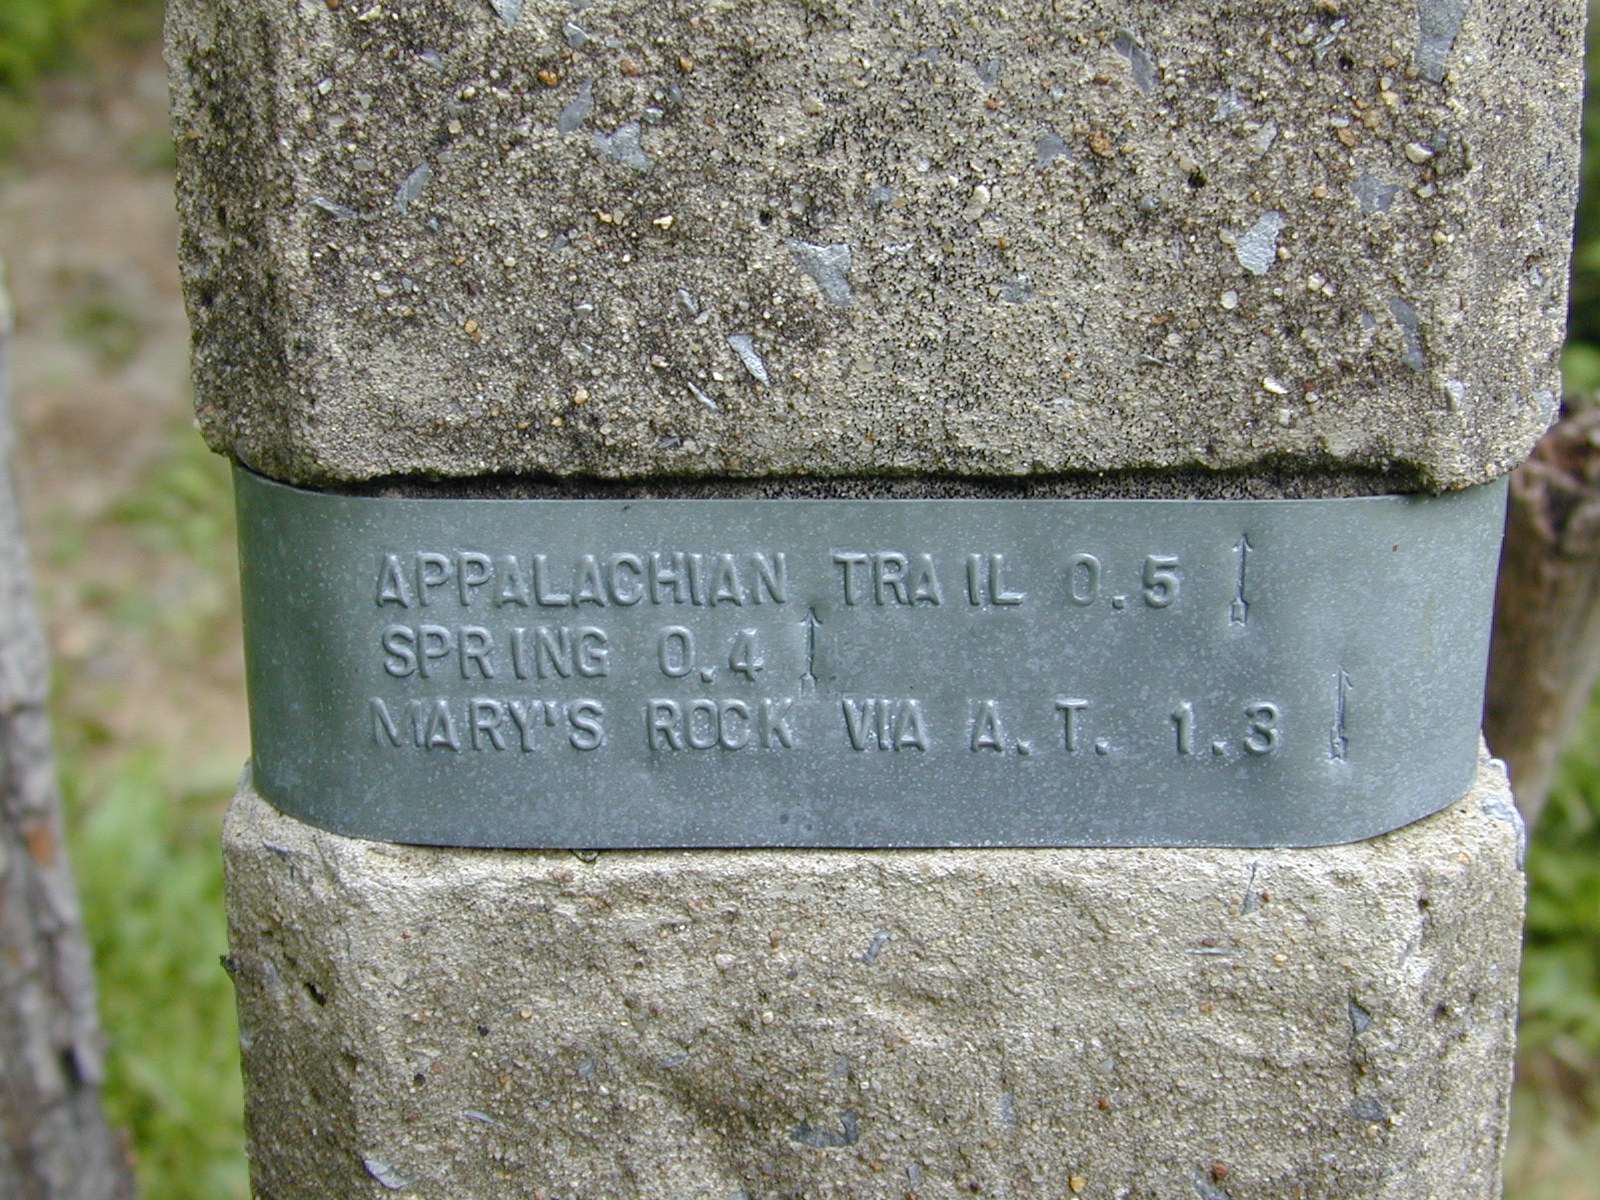 APPALACHIAN TRAIL 0.5 ↑
SPRING 0.4 ↑
MARY'S ROCK VIA A.T. 1.3 ↑